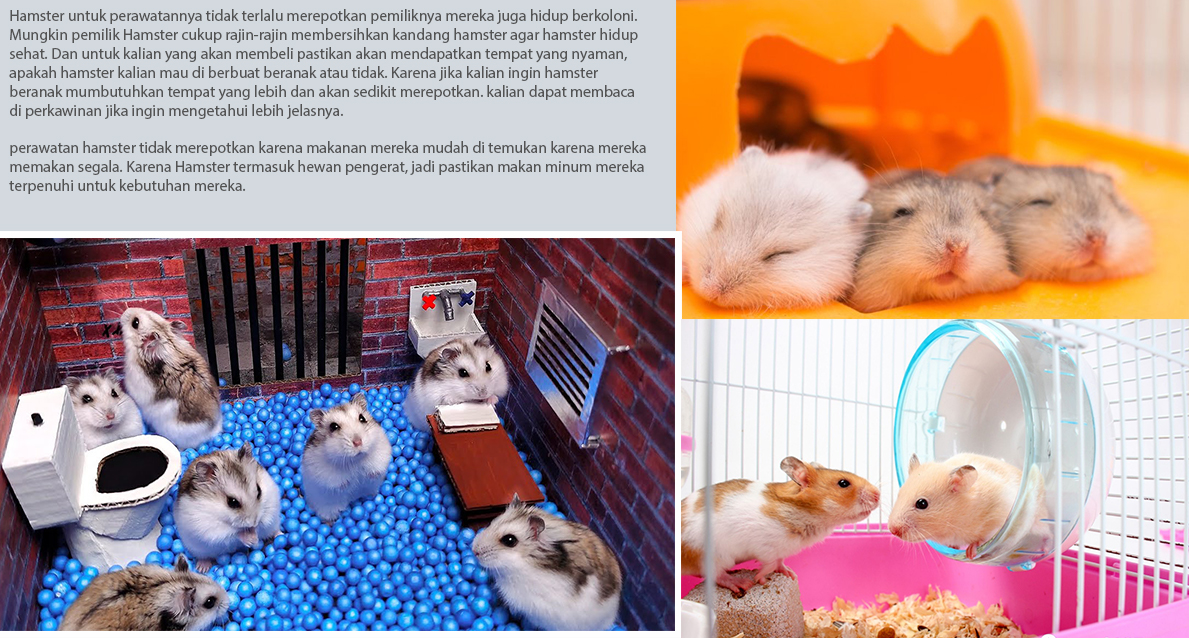 Hamster untuk perawatannya tidak terlalu merepotkan pemiliknya mereka juga hidup berkoloni.
Mungkin pemilik Hamster cukup rajin-rajin membersihkan kandang hamster agar hamster hidup
sehat. Dan untuk kalian yang akan membeli pastikan akan mendapatkan tempat yang nyaman,
apakah hamster kalian mau di berbuat beranak atau tidak. Karena jika kalian ingin hamster
beranak mumbutuhkan tempat yang lebih dan akan sedikit merepotkan. kalian dapat membaca
di perkawinan jika ingin mengetahui lebih jelasnya.
perawatan hamster tidak merepotkan karena makanan mereka mudah di temukan karena mereka
memakan segala. Karena Hamster termasuk hewan pengerat, jadi pastikan makan minum mereka
terpenuhi untuk kebutuhan mereka.